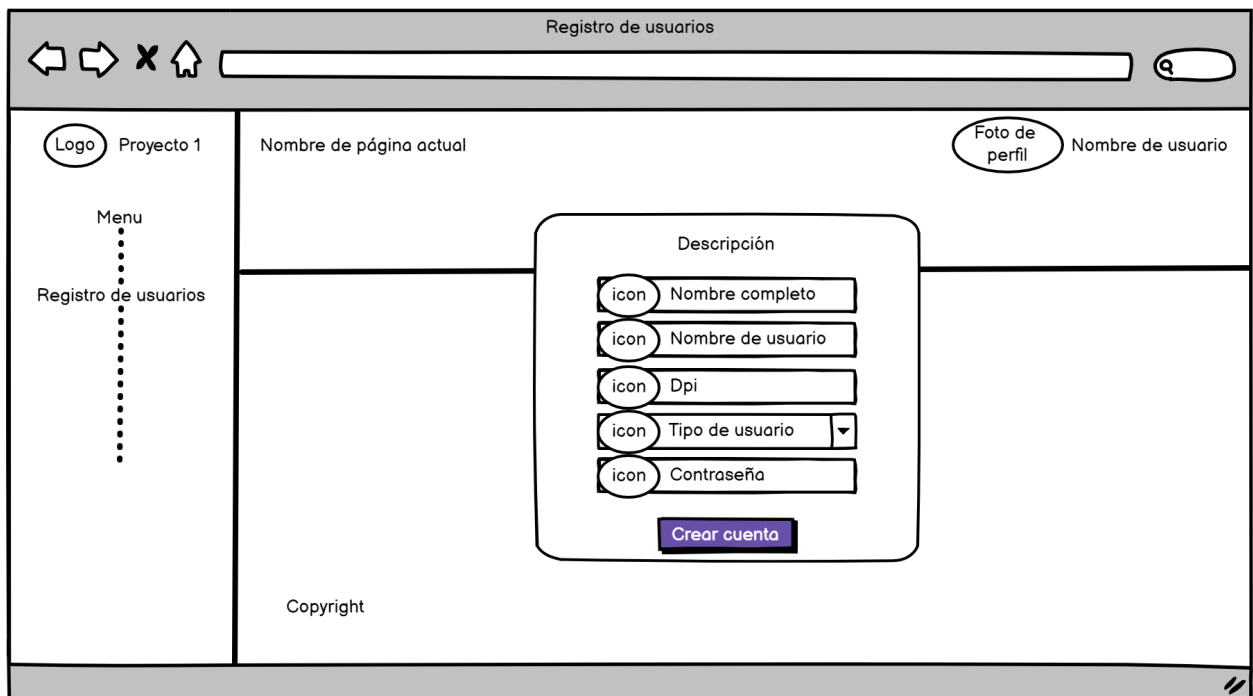 Registro de usuarios
Logo Proyecto 1
Nombre de página actual
Foto de
perfil
Nombre de usuario
Menu
Registro de usuarios
Descripción
icon Nombre completo
icon Nombre de usuario
icon Dpi
icon Tipo de usuario
icon Contraseña
Crear cuenta
Copyright